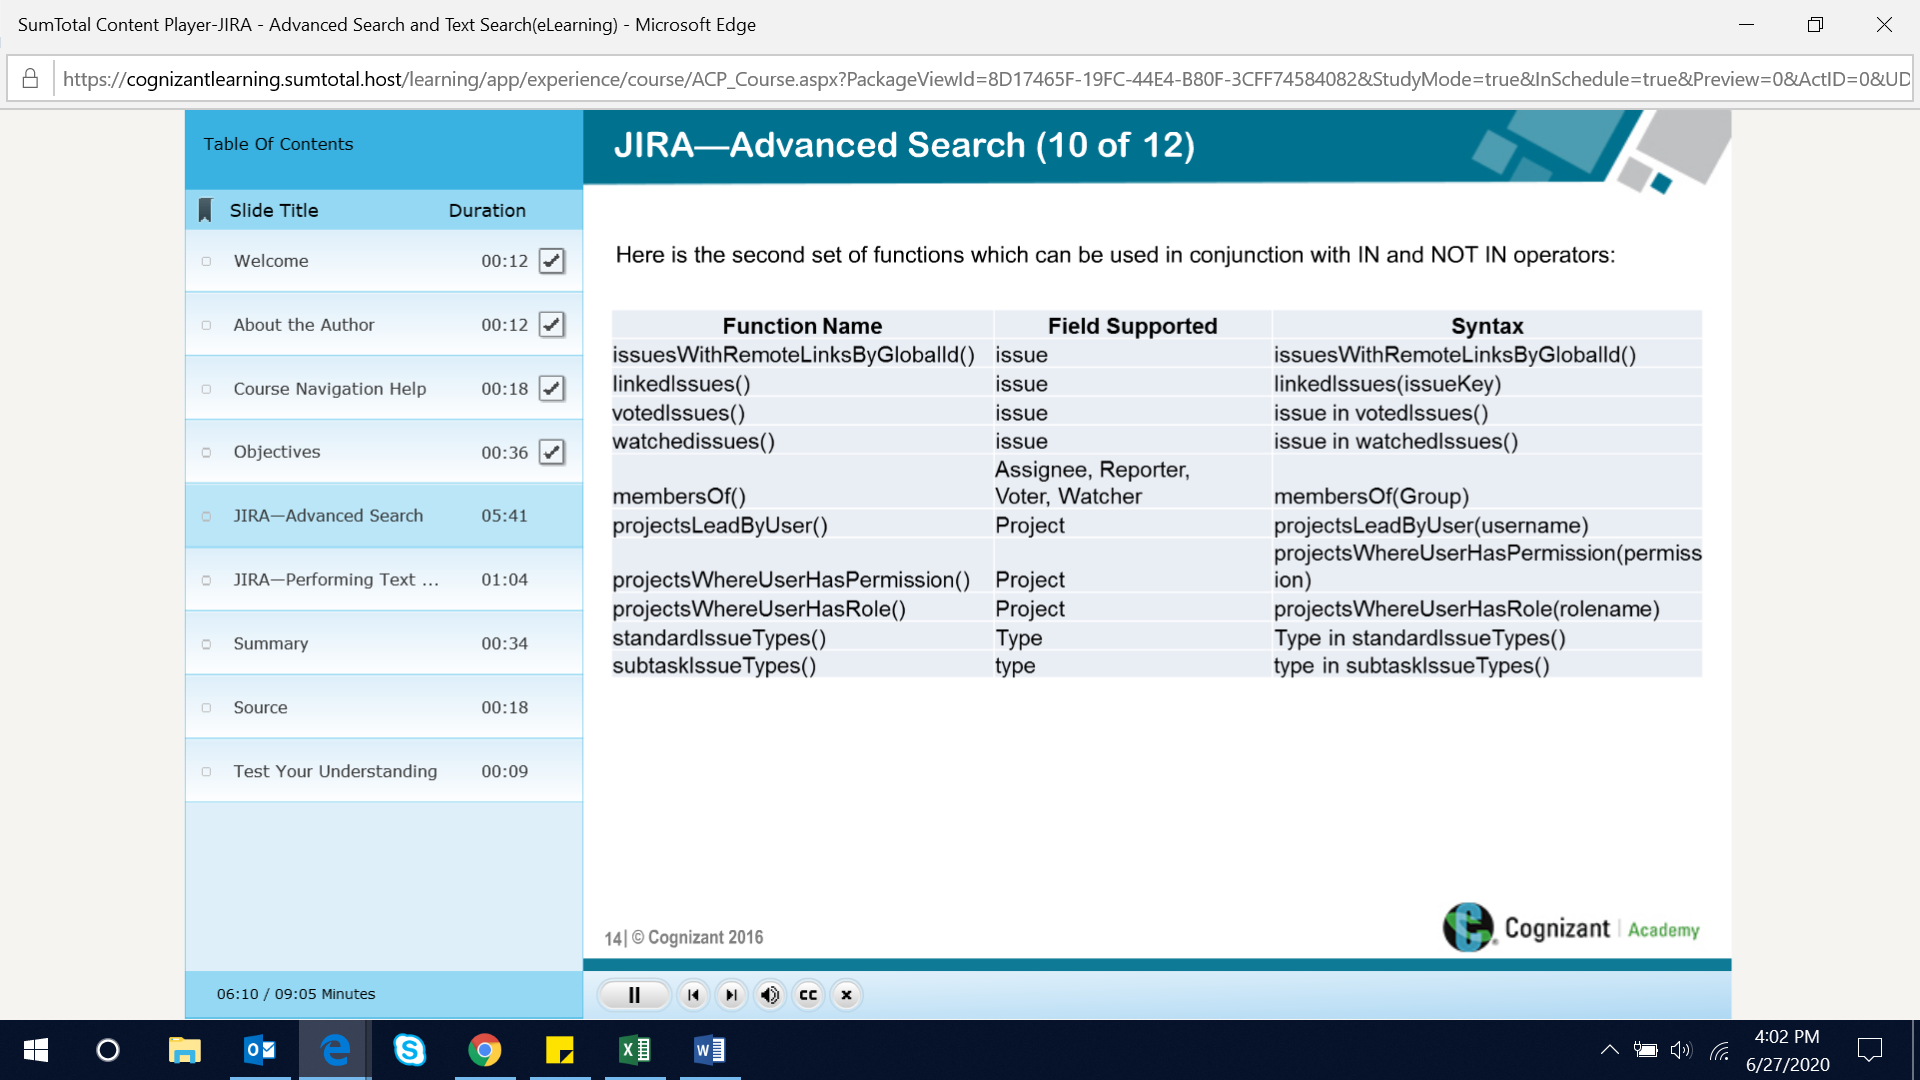 SumTotal Content Player-JIRA - Advanced Search and Text Search(eLearning) - Microsoft Edge
https://cognizantlearning.sumtotal.host/learning/app/experience/course/ACP_Course.aspx?PackageViewId=8D17465F-19FC-44E4-B80F-3CFF74584082&StudyMode=true&InSchedule=true&Preview=0&ActID=0&UD
Table Of Contents
Slide Title Duration
Welcome 00:12
About the Author 00:12
Course Navigation Help 00:18
Objectives 00:36
JIRA—Advanced Search 05:41
JIRA—Performing Text ... 01:04
Summary 00:34
Source 00:18
Test Your Understanding 00:09
06:10 / 09:05 Minutes
JIRA—Advanced Search (10 of 12)
Here is the second set of functions which can be used in conjunction with IN and NOT IN operators:
Function Name Field Supported Syntax
issuesWithRemoteLinksByGlobalId() issue issuesWithRemoteLinksByGlobalId()
linkedIssues() issue linkedIssues(issueKey)
votedIssues() issue issue in votedIssues()
watchedissues() issue issue in watchedIssues()
Assignee, Reporter,
membersOf() Voter, Watcher membersOf(Group)
projectsLeadByUser() Project projectsLeadByUser(username)
projectsWhereUserHasPermission(permiss
projectsWhereUserHasPermission() Project ion)
projectsWhereUserHasRole() Project projectsWhereUserHasRole(rolename)
standardIssueTypes() Type Type in standardIssueTypes()
subtaskIssueTypes() type type in subtaskIssueTypes()
14| © Cognizant 2016
Cognizant | Academy
CC
4:02 PM
6/27/2020